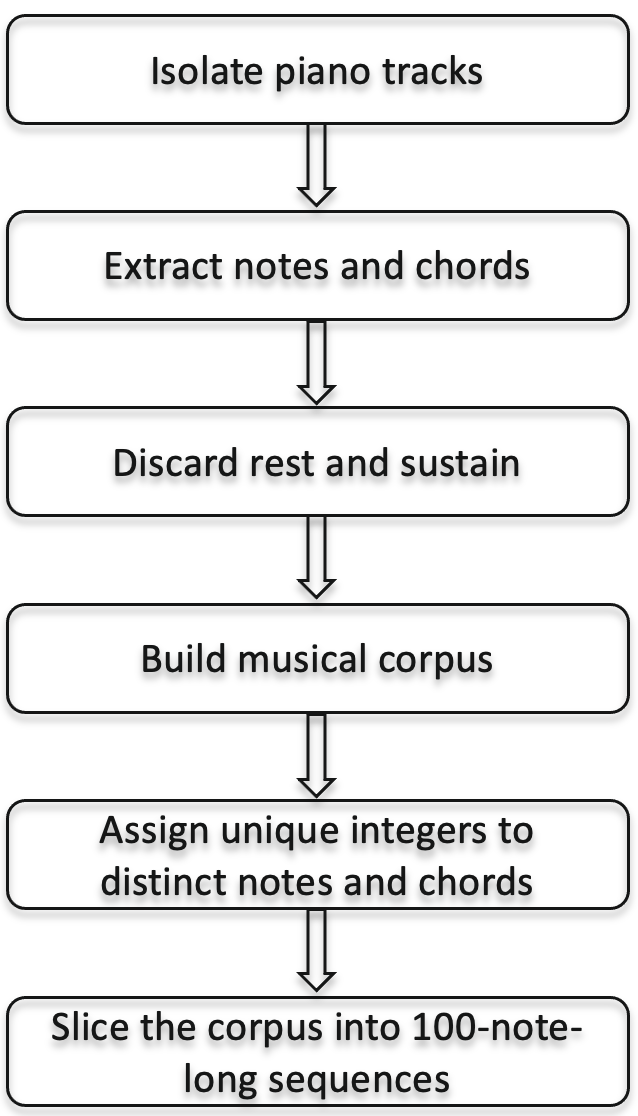 Isolate piano tracks
Extract notes and chords
Discard rest and sustain
Build musical corpus
Assign unique integers to
distinct notes and chords
Slice the corpus into 100-note-
long sequences